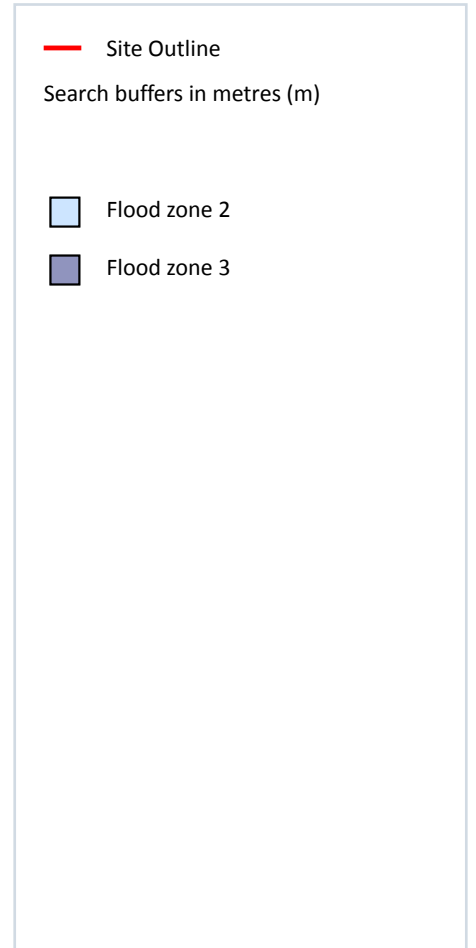 Site Outline
Search buffers in metres (m)
Flood zone 2
Flood zone 3